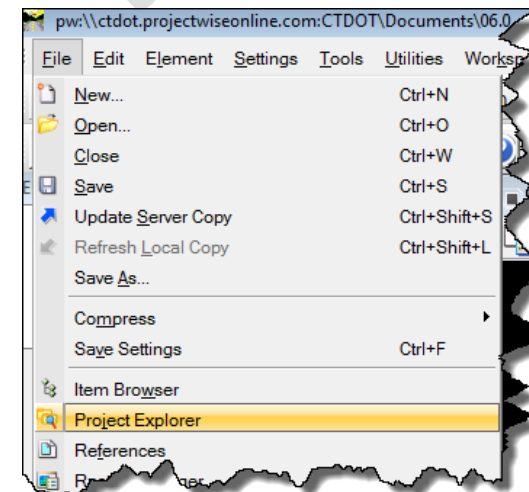 pw:\\ctdot.projectwiseonline.com:CTDOT\Documents\06.0
File Edit Element Settings Tools Utilities Worksp
New... Ctrl+N
Open... Ctrl+O
Close Ctrl+W
Save Ctrl+S
Update Server Copy Ctrl+Shift+S
Refresh Local Copy Ctrl+Shift+L
Save As...
Compress
Save Settings Ctrl+F
Item Browser
Project Explorer
References